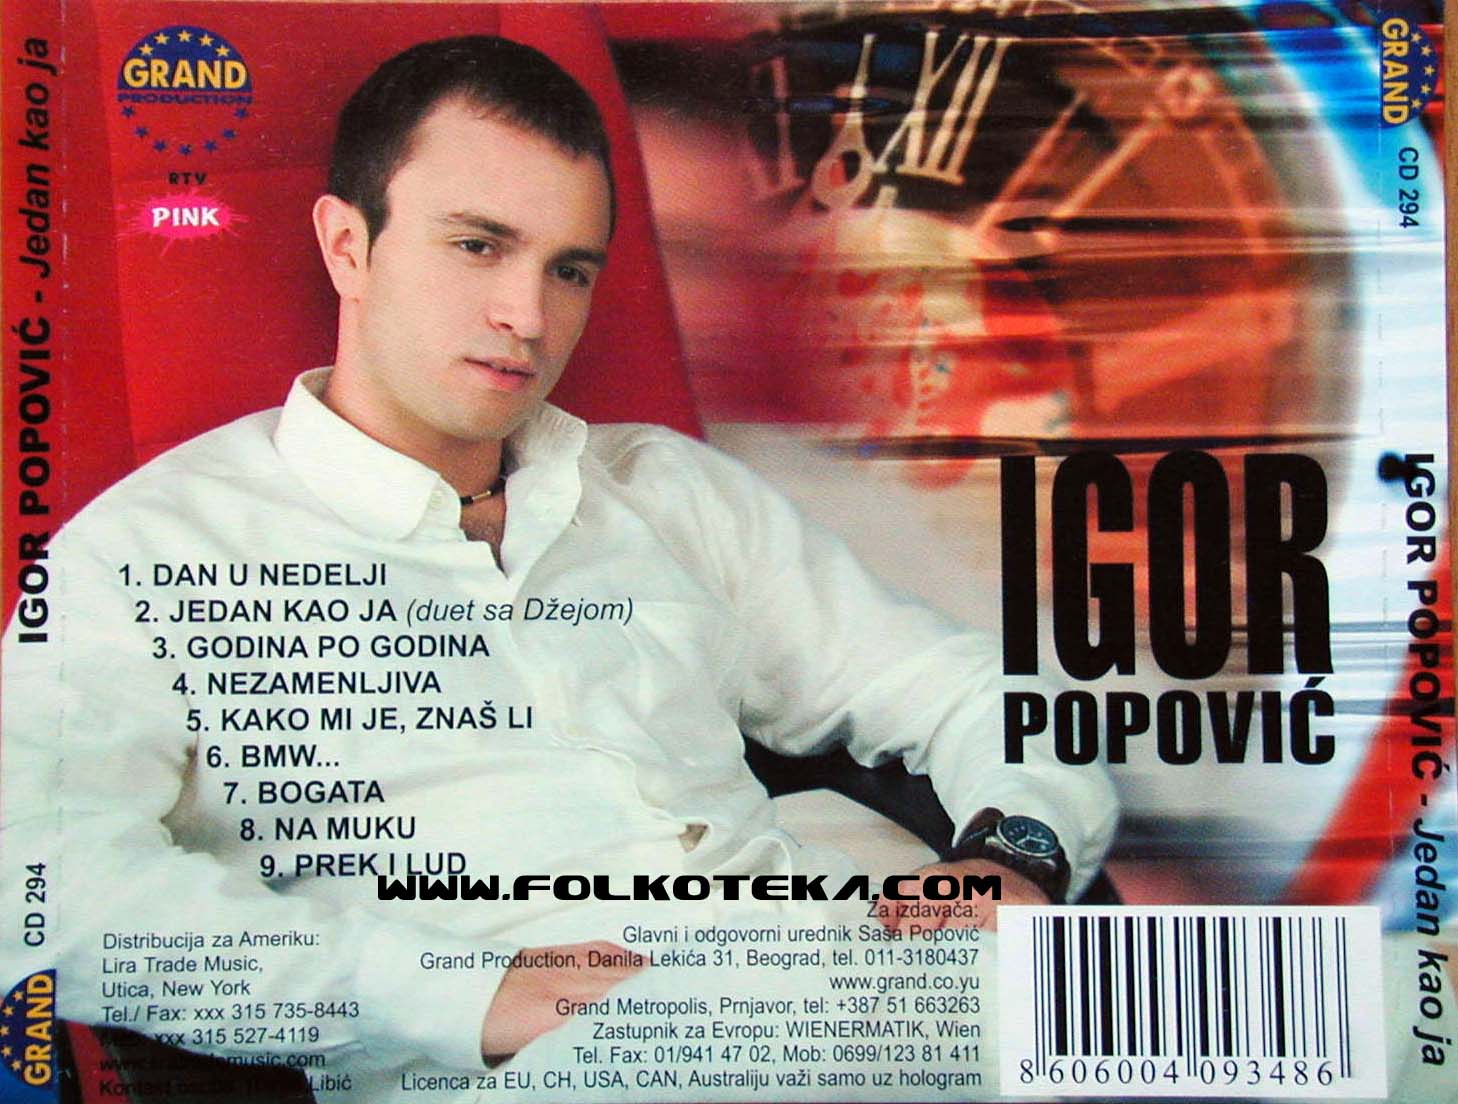 GRAND
PRODUCTION
RTV
PINK
IGOR POPOVIĆ - Jedan kao ja
CD 294
GRAND
GRAND
CD 294
IGOR POPOVIĆ - Jedan kao ja
XII
IGOR
POPOVIĆ
1. DAN U NEDELJI
2. JEDAN KAO JA (duet sa Džejom)
3. GODINA PO GODINA
4. NEZAMENLJIVA
5. KAKO MI JE, ZNAŠ LI
6. BMW...
7. BOGATA
8. NA MUKU
9. PREK I LUD
www.FOLKOTEKA.com
Distribucija za Ameriku:
Lira Trade Music,
Utica, New York
Tel./ Fax: xxx 315 735-8443
xxx 315 527-4119
Kontakt Libić
Za izdavača:
Glavni i odgovorni urednik Saša Popović
Grand Production, Danila Lekića 31, Beograd, tel. 011-3180437
www.grand.co.yu
Grand Metropolis, Prnjavor, tel: +387 51 663263
Zastupnik za Evropu: WIENERMATIK, Wien
Tel. Fax: 01/941 47 02, Mob: 0699/123 81 411
Licenca za EU, CH, USA, CAN, Australiju važi samo uz hologram
8 606004 093486